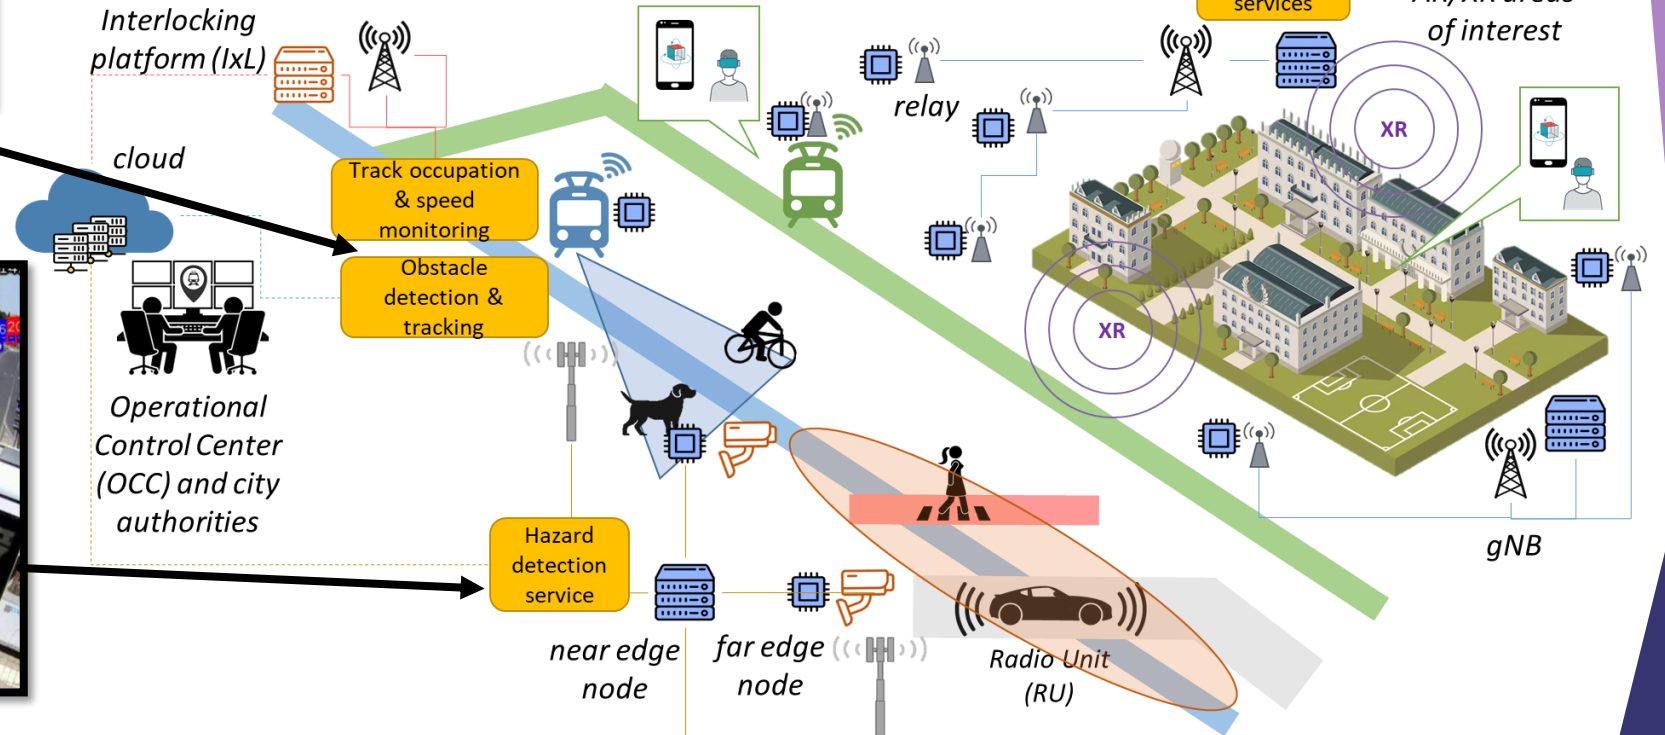 Interlocking
platform (IxL)
services
of interest
relay
XR
cloud
Track occupation
& speed
monitoring
Obstacle
detection &
tracking
XR
Operational
Control Center
(OCC) and city
authorities
Hazard
detection
service
gNB
near edge
node
far edge
node
Radio Unit
(RU)